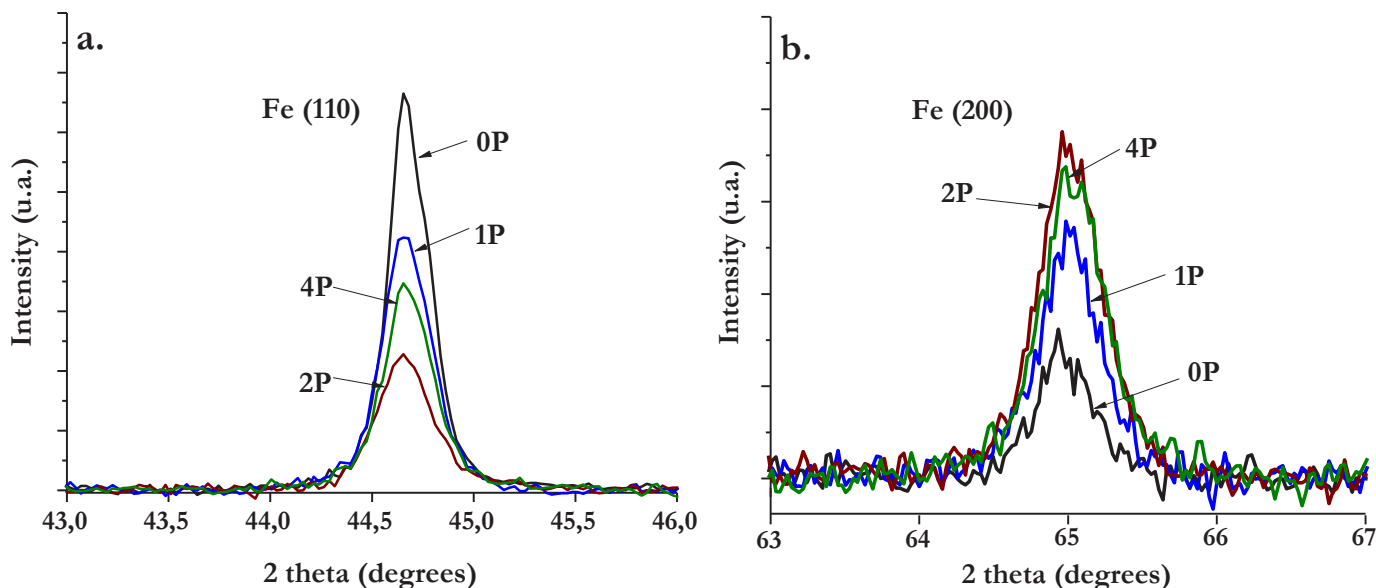 a.
Fe (110)
0P
1P
4P
2P
Intensity (u.a.)
43,0 43,5 44,0 44,5 45,0 45,5 46,0
2 theta (degrees)
b.
Fe (200)
4P
2P
1P
0P
Intensity (u.a.)
63 64 65 66 67
2 theta (degrees)